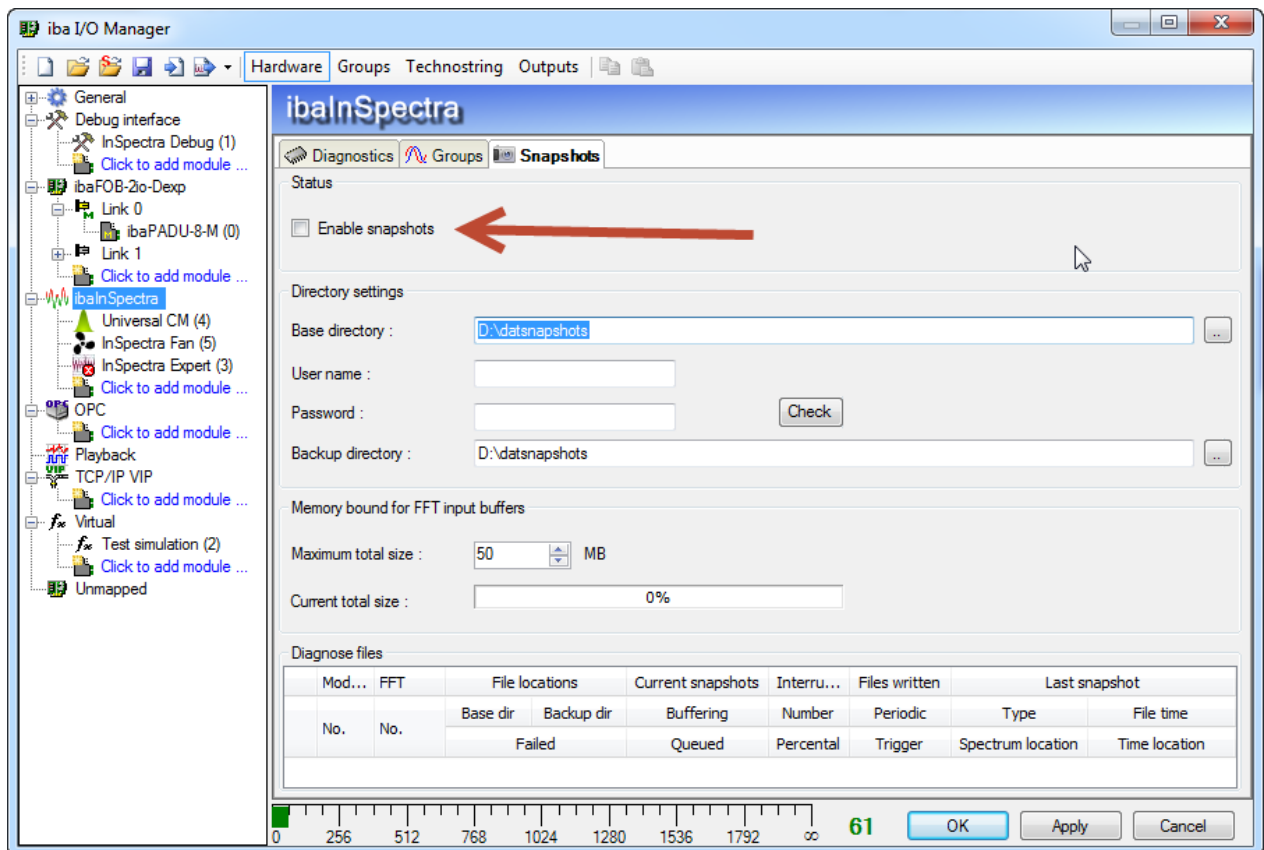 iba I/O Manager
Hardware Groups Technostring Outputs
General
Debug interface
InSpectra Debug (1)
Click to add module ...
ibaFOB-2io-Dexp
Link 0
ibaPADU-8-M (0)
Link 1
Click to add module ...
ibaInSpectra
Universal CM (4)
InSpectra Fan (5)
InSpectra Expert (3)
Click to add module ...
OPC
Click to add module ...
Playback
TCP/IP VIP
Click to add module ...
Virtual
Test simulation (2)
Click to add module ...
Unmapped
ibaInSpectra
Diagnostics Groups Snapshots
Status
Enable snapshots
Directory settings
Base directory : D:\datsnapshots ..
User name :
Password : Check
Backup directory : D:\datsnapshots ..
Memory bound for FFT input buffers
Maximum total size : 50 MB
Current total size : 0%
Diagnose files
Mod... FFT File locations Current snapshots Interru... Files written Last snapshot
No. No. Base dir Backup dir Buffering Number Periodic Type File time
Failed Queued Percental Trigger Spectrum location Time location
0 256 512 768 1024 1280 1536 1792 ∞ 61 OK Apply Cancel